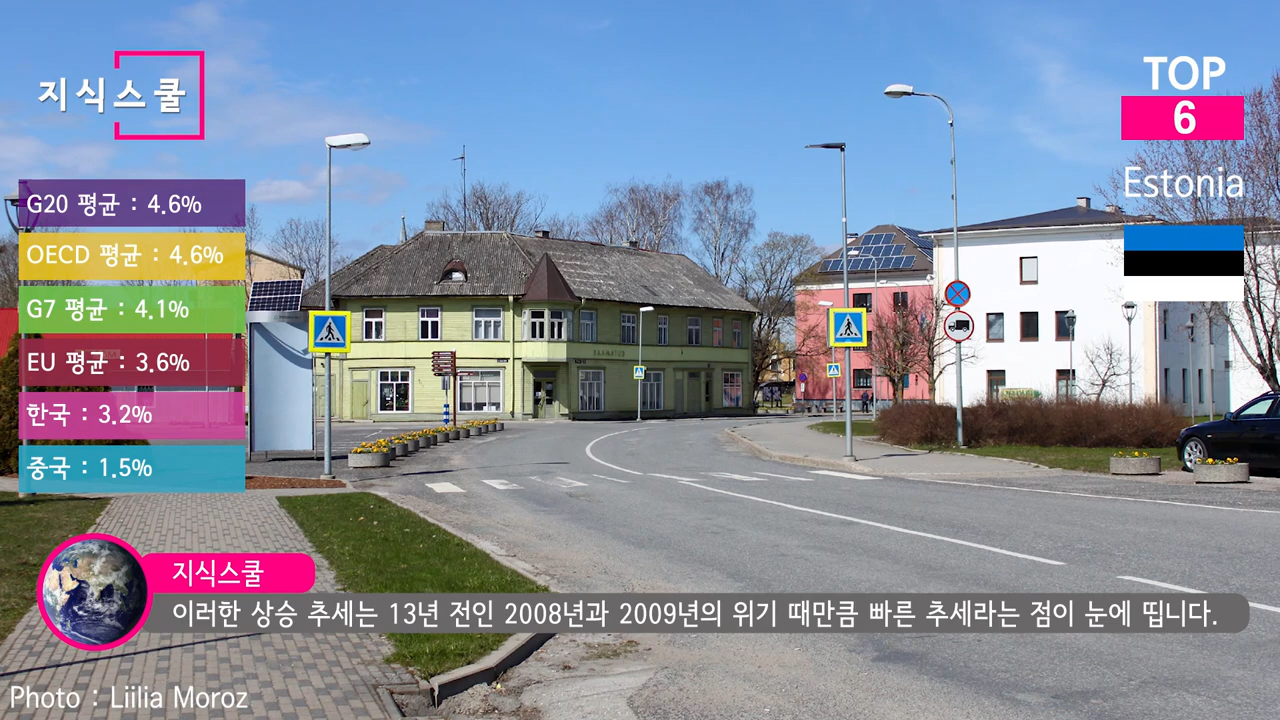 지식스쿨
TOP
6
Estonia
G20 평균 : 4.6%
OECD 평균 : 4.6%
G7 평균 : 4.1%
EU 평균 : 3.6%
한국 : 3.2%
중국 : 1.5%
지식스쿨
이러한 상승 추세는 13년 전인 2008년과 2009년의 위기 때만큼 빠른 추세라는 점이 눈에 띕니다.
Photo : Liilia Moroz